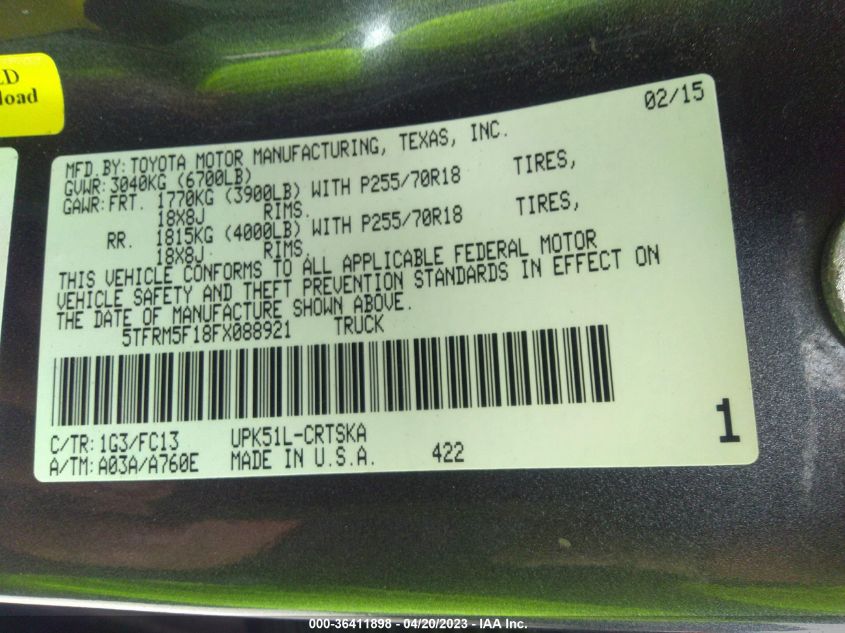 LD
load
02/15
MFD.BY:TOYOTA MOTOR MANUFACTURING, TEXAS, INC.
GVWR:3040KG (6700LB)
GAWR:FRT. 1770KG (3900LB) WITH P255/70R18 TIRES,
18X8J RIMS.
RR. 1815KG (4000LB) WITH P255/70R18 TIRES,
18X8J RIMS.
THIS VEHICLE CONFORMS TO ALL APPLICABLE FEDERAL MOTOR
VEHICLE SAFETY AND THEFT PREVENTION STANDARDS IN EFFECT ON
THE DATE OF MANUFACTURE SHOWN ABOVE.
5TFRM5F18FX088921 TRUCK
C/TR:1G3/FC13 UPK51L-CRTSKA
A/TM:A03A/A760E MADE IN U.S.A. 422
1
000-36411898 - 04/20/2023 - IAA Inc.